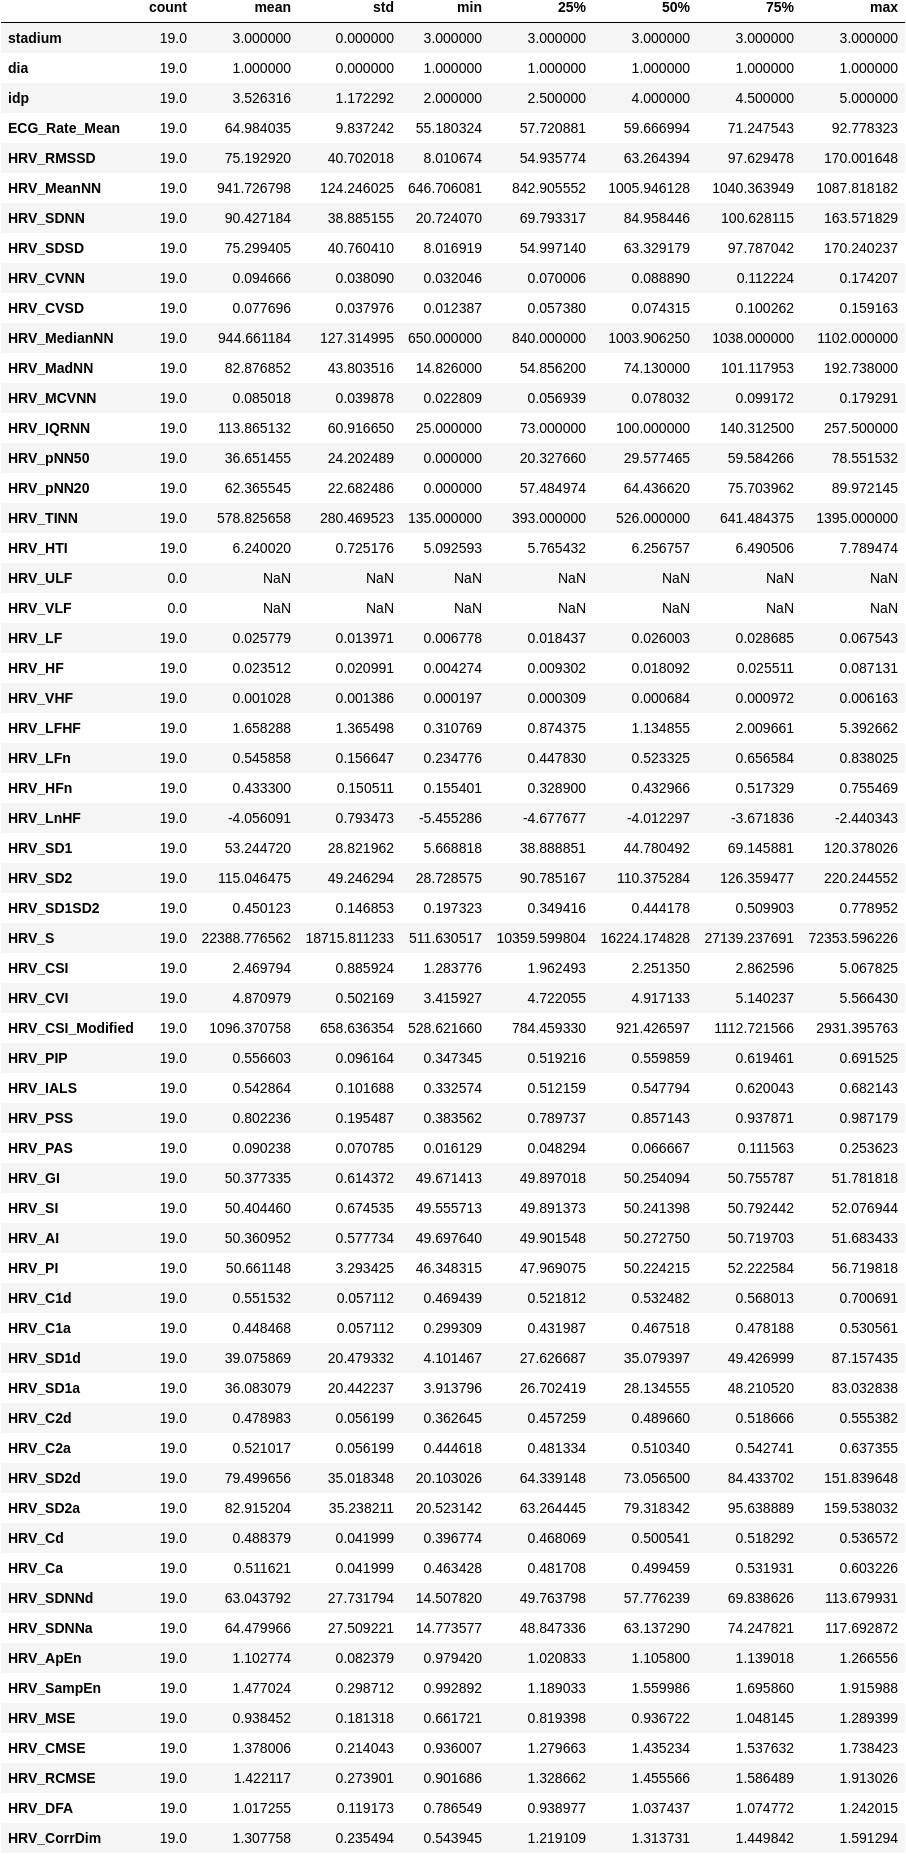 count mean std min 25% 50% 75% max
stadium 19.0 3.000000 0.000000 3.000000 3.000000 3.000000 3.000000 3.000000
dia 19.0 1.000000 0.000000 1.000000 1.000000 1.000000 1.000000 1.000000
idp 19.0 3.526316 1.172292 2.000000 2.500000 4.000000 4.500000 5.000000
ECG_Rate_Mean 19.0 64.984035 9.837242 55.180324 57.720881 59.666994 71.247543 92.778323
HRV_RMSSD 19.0 75.192920 40.702018 8.010674 54.935774 63.264394 97.629478 170.001648
HRV_MeanNN 19.0 941.726798 124.246025 646.706081 842.905552 1005.946128 1040.363949 1087.818182
HRV_SDNN 19.0 90.427184 38.885155 20.724070 69.793317 84.958446 100.628115 163.571829
HRV_SDSD 19.0 75.299405 40.760410 8.016919 54.997140 63.329179 97.787042 170.240237
HRV_CVNN 19.0 0.094666 0.038090 0.032046 0.070006 0.088890 0.112224 0.174207
HRV_CVSD 19.0 0.077696 0.037976 0.012387 0.057380 0.074315 0.100262 0.159163
HRV_MedianNN 19.0 944.661184 127.314995 650.000000 840.000000 1003.906250 1038.000000 1102.000000
HRV_MadNN 19.0 82.876852 43.803516 14.826000 54.856200 74.130000 101.117953 192.738000
HRV_MCVNN 19.0 0.085018 0.039878 0.022809 0.056939 0.078032 0.099172 0.179291
HRV_IQRNN 19.0 113.865132 60.916650 25.000000 73.000000 100.000000 140.312500 257.500000
HRV_pNN50 19.0 36.651455 24.202489 0.000000 20.327660 29.577465 59.584266 78.551532
HRV_pNN20 19.0 62.365545 22.682486 0.000000 57.484974 64.436620 75.703962 89.972145
HRV_TINN 19.0 578.825658 280.469523 135.000000 393.000000 526.000000 641.484375 1395.000000
HRV_HTI 19.0 6.240020 0.725176 5.092593 5.765432 6.256757 6.490506 7.789474
HRV_ULF 0.0 NaN NaN NaN NaN NaN NaN NaN
HRV_VLF 0.0 NaN NaN NaN NaN NaN NaN NaN
HRV_LF 19.0 0.025779 0.013971 0.006778 0.018437 0.026003 0.028685 0.067543
HRV_HF 19.0 0.023512 0.020991 0.004274 0.009302 0.018092 0.025511 0.087131
HRV_VHF 19.0 0.001028 0.001386 0.000197 0.000309 0.000684 0.000972 0.006163
HRV_LFHF 19.0 1.658288 1.365498 0.310769 0.874375 1.134855 2.009661 5.392662
HRV_LFn 19.0 0.545858 0.156647 0.234776 0.447830 0.523325 0.656584 0.838025
HRV_HFn 19.0 0.433300 0.150511 0.155401 0.328900 0.432966 0.517329 0.755469
HRV_LnHF 19.0 -4.056091 0.793473 -5.455286 -4.677677 -4.012297 -3.671836 -2.440343
HRV_SD1 19.0 53.244720 28.821962 5.668818 38.888851 44.780492 69.145881 120.378026
HRV_SD2 19.0 115.046475 49.246294 28.728575 90.785167 110.375284 126.359477 220.244552
HRV_SD1SD2 19.0 0.450123 0.146853 0.197323 0.349416 0.444178 0.509903 0.778952
HRV_S 19.0 22388.776562 18715.811233 511.630517 10359.599804 16224.174828 27139.237691 72353.596226
HRV_CSI 19.0 2.469794 0.885924 1.283776 1.962493 2.251350 2.862596 5.067825
HRV_CVI 19.0 4.870979 0.502169 3.415927 4.722055 4.917133 5.140237 5.566430
HRV_CSI_Modified 19.0 1096.370758 658.636354 528.621660 784.459330 921.426597 1112.721566 2931.395763
HRV_PIP 19.0 0.556603 0.096164 0.347345 0.519216 0.559859 0.619461 0.691525
HRV_IALS 19.0 0.542864 0.101688 0.332574 0.512159 0.547794 0.620043 0.682143
HRV_PSS 19.0 0.802236 0.195487 0.383562 0.789737 0.857143 0.937871 0.987179
HRV_PAS 19.0 0.090238 0.070785 0.016129 0.048294 0.066667 0.111563 0.253623
HRV_GI 19.0 50.377335 0.614372 49.671413 49.897018 50.254094 50.755787 51.781818
HRV_SI 19.0 50.404460 0.674535 49.555713 49.891373 50.241398 50.792442 52.076944
HRV_AI 19.0 50.360952 0.577734 49.697640 49.901548 50.272750 50.719703 51.683433
HRV_PI 19.0 50.661148 3.293425 46.348315 47.969075 50.224215 52.222584 56.719818
HRV_C1d 19.0 0.551532 0.057112 0.469439 0.521812 0.532482 0.568013 0.700691
HRV_C1a 19.0 0.448468 0.057112 0.299309 0.431987 0.467518 0.478188 0.530561
HRV_SD1d 19.0 39.075869 20.479332 4.101467 27.626687 35.079397 49.426999 87.157435
HRV_SD1a 19.0 36.083079 20.442237 3.913796 26.702419 28.134555 48.210520 83.032838
HRV_C2d 19.0 0.478983 0.056199 0.362645 0.457259 0.489660 0.518666 0.555382
HRV_C2a 19.0 0.521017 0.056199 0.444618 0.481334 0.510340 0.542741 0.637355
HRV_SD2d 19.0 79.499656 35.018348 20.103026 64.339148 73.056500 84.433702 151.839648
HRV_SD2a 19.0 82.915204 35.238211 20.523142 63.264445 79.318342 95.638889 159.538032
HRV_Cd 19.0 0.488379 0.041999 0.396774 0.468069 0.500541 0.518292 0.536572
HRV_Ca 19.0 0.511621 0.041999 0.463428 0.481708 0.499459 0.531931 0.603226
HRV_SDNNd 19.0 63.043792 27.731794 14.507820 49.763798 57.776239 69.838626 113.679931
HRV_SDNNa 19.0 64.479966 27.509221 14.773577 48.847336 63.137290 74.247821 117.692872
HRV_ApEn 19.0 1.102774 0.082379 0.979420 1.020833 1.105800 1.139018 1.266556
HRV_SampEn 19.0 1.477024 0.298712 0.992892 1.189033 1.559986 1.695860 1.915988
HRV_MSE 19.0 0.938452 0.181318 0.661721 0.819398 0.936722 1.048145 1.289399
HRV_CMSE 19.0 1.378006 0.214043 0.936007 1.279663 1.435234 1.537632 1.738423
HRV_RCMSE 19.0 1.422117 0.273901 0.901686 1.328662 1.455566 1.586489 1.913026
HRV_DFA 19.0 1.017255 0.119173 0.786549 0.938977 1.037437 1.074772 1.242015
HRV_CorrDim 19.0 1.307758 0.235494 0.543945 1.219109 1.313731 1.449842 1.591294